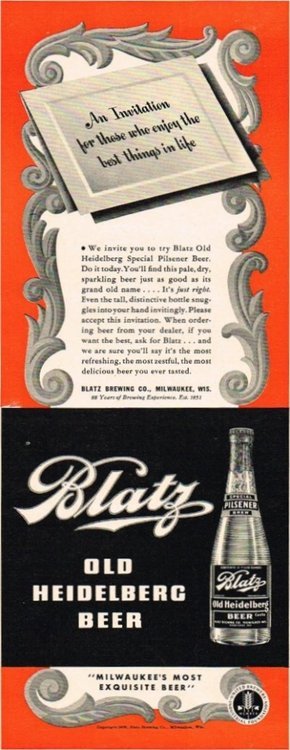 An Invitation
for those who enjoy the
best things in life
• We invite you to try Blatz Old
Heidelberg Special Pilsener Beer.
Do it today. You'll find this pale, dry,
sparkling beer just as good as its
grand old name . . . . It's just right.
Even the tall, distinctive bottle snug-
gles into your hand invitingly. Please
accept this invitation. When order-
ing beer from your dealer, if you
want the best, ask for Blatz . . . and
we are sure you'll say it's the most
refreshing, the most zestful, the most
delicious beer you ever tasted.
BLATZ BREWING CO., MILWAUKEE, WIS.
88 Years of Brewing Experience. Est. 1851
Blatz
OLD
HEIDELBERG
BEER
SPECIAL
PILSENER
BREW
Blatz
Old Heidelberg
BEER
"MILWAUKEE'S MOST
EXQUISITE BEER"
Blatz Brewing Co., Milwaukee, Wis.